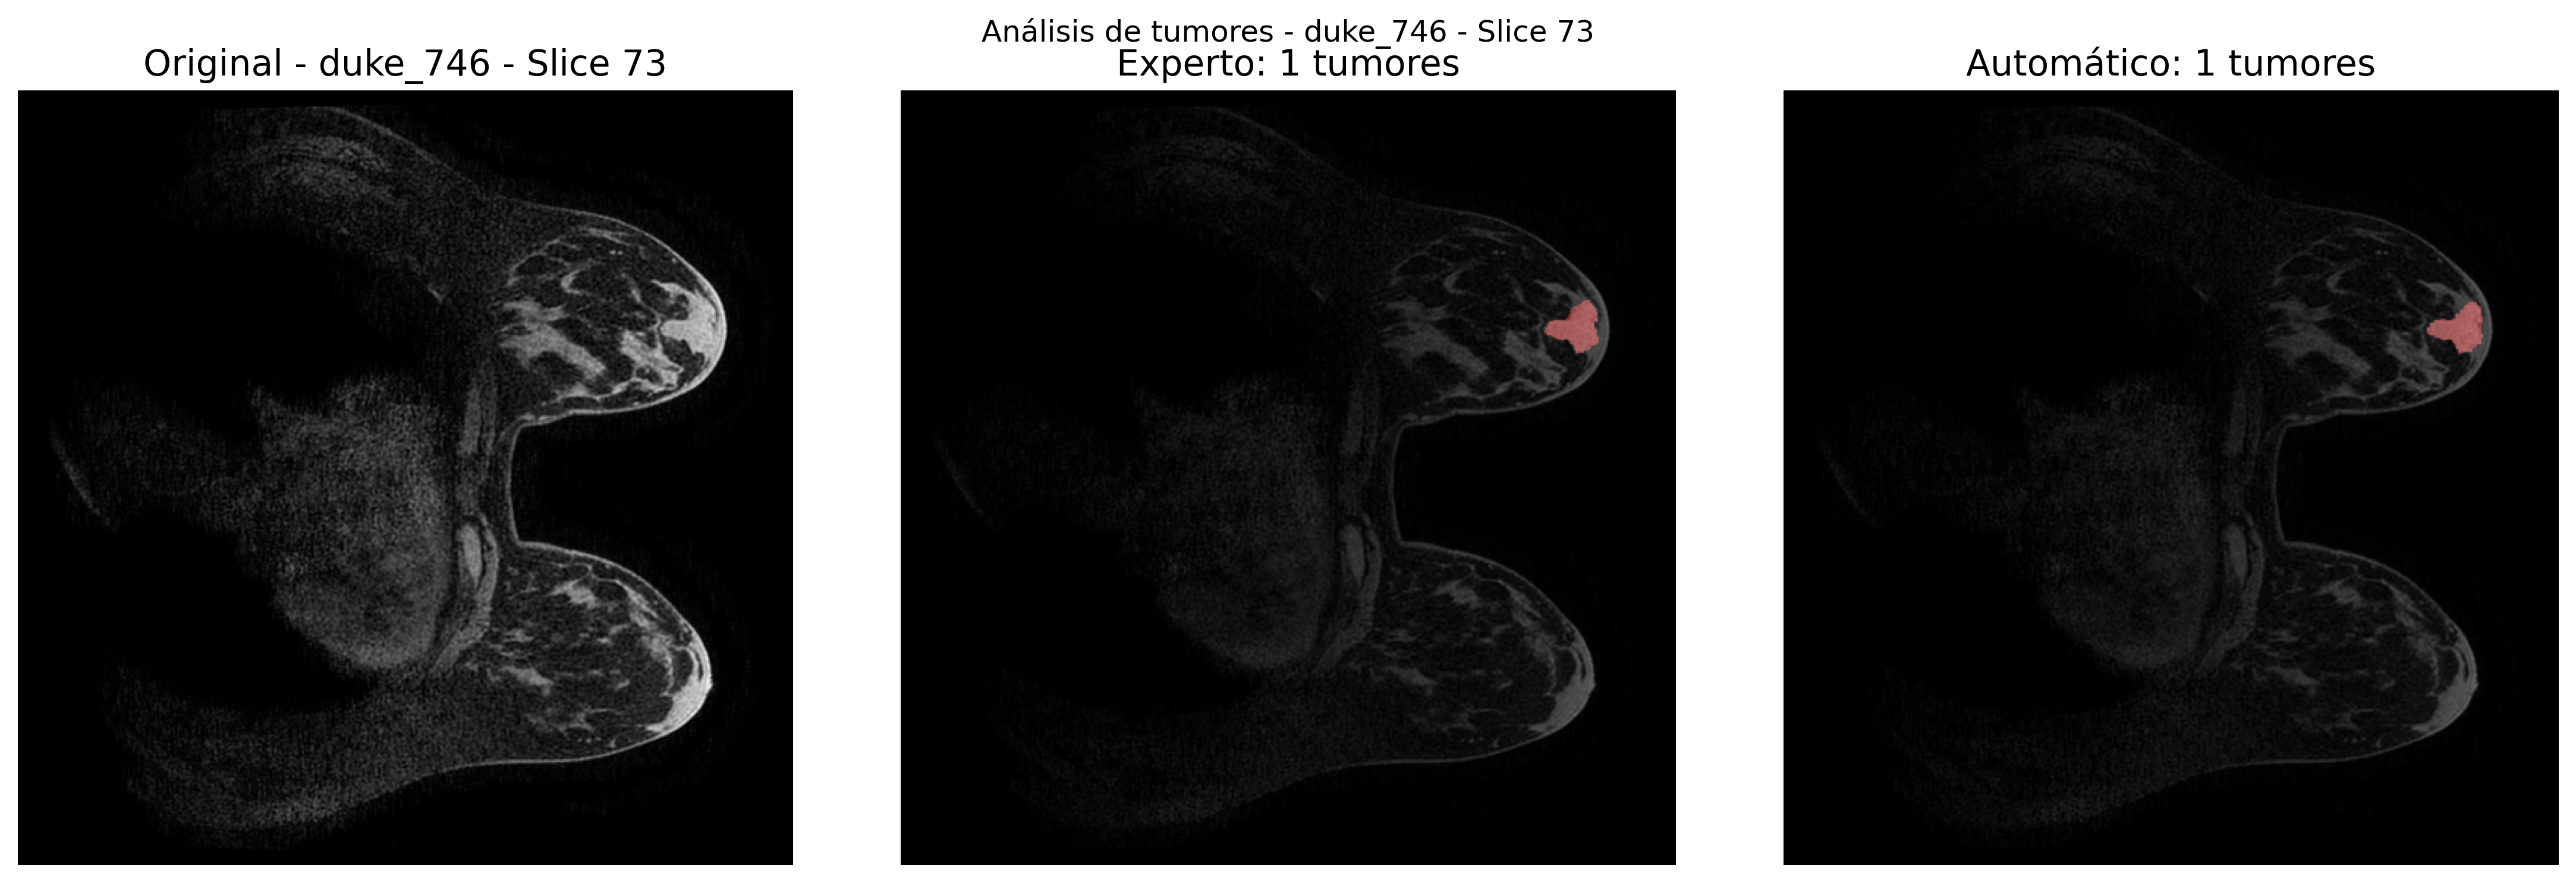 Análisis de tumores - duke_746 - Slice 73
Original - duke_746 - Slice 73
Experto: 1 tumores
Automático: 1 tumores